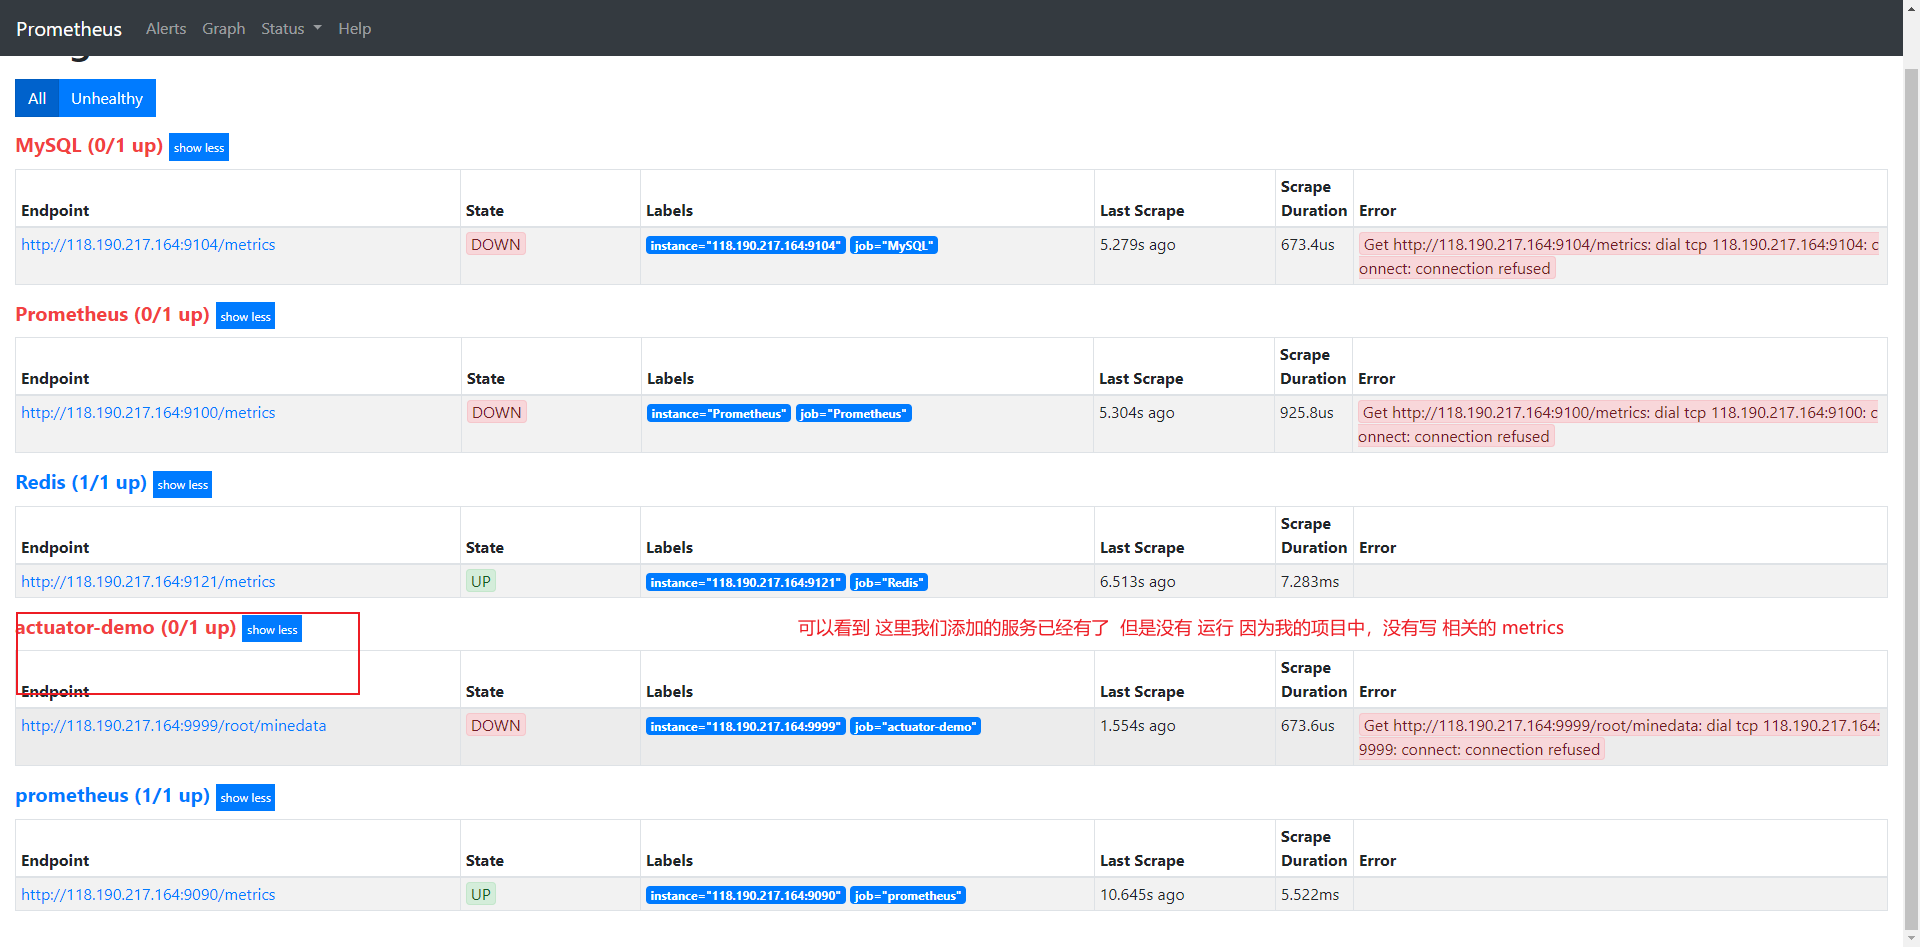 Prometheus Alerts Graph Status Help
All Unhealthy
MySQL (0/1 up) show less
Endpoint State Labels Last Scrape Scrape Duration Error
http://118.190.217.164:9104/metrics DOWN instance="118.190.217.164:9104" job="MySQL" 5.279s ago 673.4us Get http://118.190.217.164:9104/metrics: dial tcp 118.190.217.164:9104: c
onnect: connection refused
Prometheus (0/1 up) show less
Endpoint State Labels Last Scrape Scrape Duration Error
http://118.190.217.164:9100/metrics DOWN instance="Prometheus" job="Prometheus" 5.304s ago 925.8us Get http://118.190.217.164:9100/metrics: dial tcp 118.190.217.164:9100: c
onnect: connection refused
Redis (1/1 up) show less
Endpoint State Labels Last Scrape Scrape Duration Error
http://118.190.217.164:9121/metrics UP instance="118.190.217.164:9121" job="Redis" 6.513s ago 7.283ms
actuator-demo (0/1 up) show less 可以看到 这里我们添加的服务已经有了 但是没有 运行 因为我的项目中，没有写 相关的 metrics
Endpoint State Labels Last Scrape Scrape Duration Error
http://118.190.217.164:9999/root/minedata DOWN instance="118.190.217.164:9999" job="actuator-demo" 1.554s ago 673.6us Get http://118.190.217.164:9999/root/minedata: dial tcp 118.190.217.164:
9999: connect: connection refused
prometheus (1/1 up) show less
Endpoint State Labels Last Scrape Scrape Duration Error
http://118.190.217.164:9090/metrics UP instance="118.190.217.164:9090" job="prometheus" 10.645s ago 5.522ms